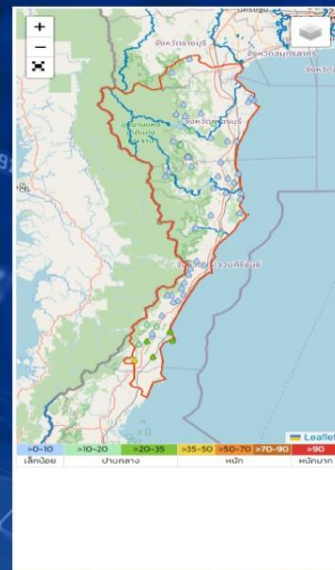 +
−
จังหวัดราชบุรี
จังหวัดสมุทรสาคร
จังหวัดเพชรบุรี
จังหวัดประจวบคีรีขันธ์
Leaflet
>0-10 >10-20 >20-35 >35-50 >50-70 >70-90 >90
เล็กน้อย ปานกลาง หนัก หนักมาก